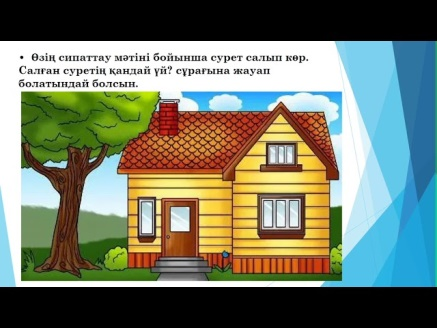 • Өзің сипаттау мәтіні бойынша сурет салып көр.
Салған суретің қандай үй? сұрағына жауап
болатындай болсын.